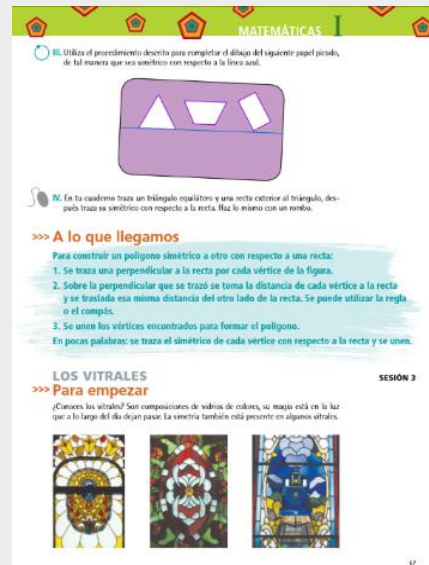 MATEMÁTICAS I
III. Utiliza el procedimiento descrito para completar el dibujo del siguiente papel picado,
de tal manera que sea simétrico con respecto a la línea azul.
IV. En tu cuaderno traza un triángulo equilátero y una recta exterior al triángulo, des-
pués traza su simétrico con respecto a la recta. Haz lo mismo con un rombo.
>>> A lo que llegamos
Para construir un polígono simétrico a otro con respecto a una recta:
1. Se traza una perpendicular a la recta por cada vértice de la figura.
2. Sobre la perpendicular que se trazó se toma la distancia de cada vértice a la recta
y se traslada esa misma distancia del otro lado de la recta. Se puede utilizar la regla
o el compás.
3. Se unen los vértices encontrados para formar el polígono.
En pocas palabras: se traza el simétrico de cada vértice con respecto a la recta y se unen.
LOS VITRALES
SESIÓN 3
>>> Para empezar
¿Conoces los vitrales? Son composiciones de vidrios de colores, su magia está en la luz
que a lo largo del día dejan pasar. La simetría también está presente en algunos vitrales.